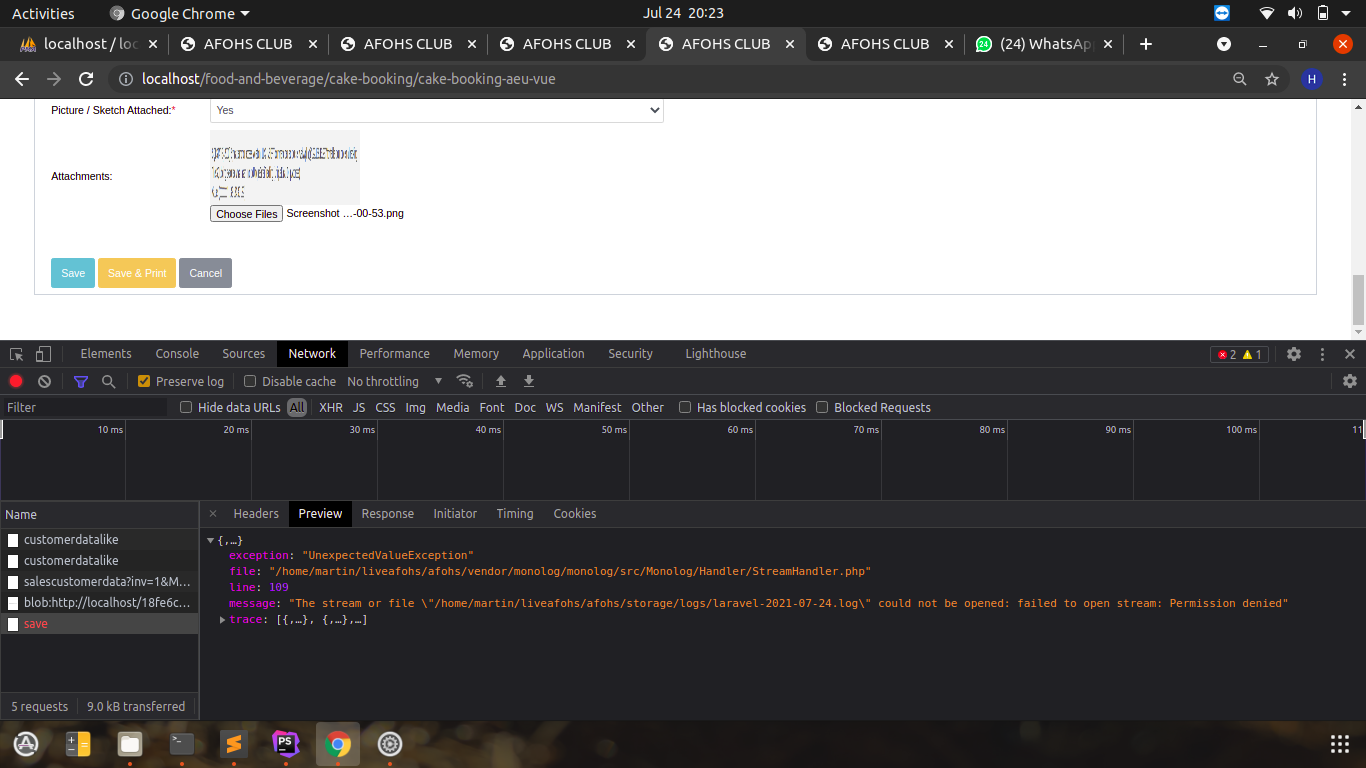 Activities
Google Chrome
Jul 24 20:23
localhost / loc
AFOHS CLUB
AFOHS CLUB
AFOHS CLUB
AFOHS CLUB
AFOHS CLUB
24
(24) WhatsAp
localhost/food-and-beverage/cake-booking/cake-booking-aeu-vue
H
Picture / Sketch Attached:*
Yes
Attachments:
Choose Files
Screenshot …-00-53.png
Save
Save & Print
Cancel
Elements
Console
Sources
Network
Performance
Memory
Application
Security
Lighthouse
2
1
Preserve log
Disable cache
No throttling
Filter
Hide data URLs
All
XHR
JS
CSS
Img
Media
Font
Doc
WS
Manifest
Other
Has blocked cookies
Blocked Requests
10 ms
20 ms
30 ms
40 ms
50 ms
60 ms
70 ms
80 ms
90 ms
100 ms
11
Name
Headers
Preview
Response
Initiator
Timing
Cookies
customerdatalike
customerdatalike
salescustomerdata?inv=1&M…
blob:http://localhost/18fe6c…
save
{,…}
exception: "UnexpectedValueException"
file: "/home/martin/liveafohs/afohs/vendor/monolog/monolog/src/Monolog/Handler/StreamHandler.php"
line: 109
message: "The stream or file \"/home/martin/liveafohs/afohs/storage/logs/laravel-2021-07-24.log\" could not be opened: failed to open stream: Permission denied"
trace: [{,…}, {,…},…]
5 requests
9.0 kB transferred
PS